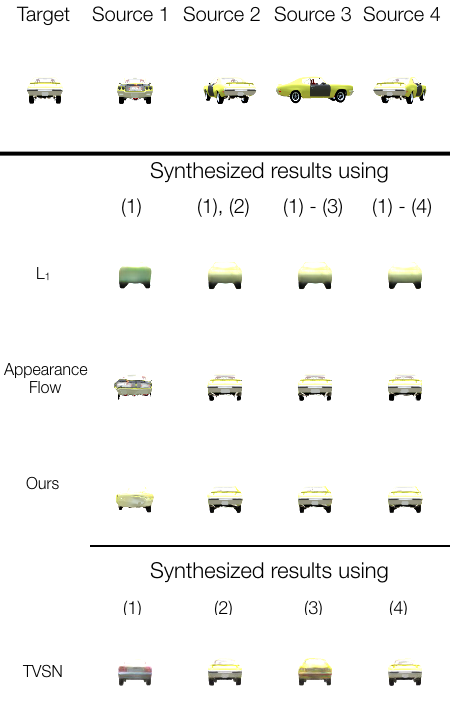 Target Source 1 Source 2 Source 3 Source 4
Synthesized results using
(1) (1), (2) (1) - (3) (1) - (4)
L₁
Appearance
Flow
Ours
Synthesized results using
(1) (2) (3) (4)
TVSN